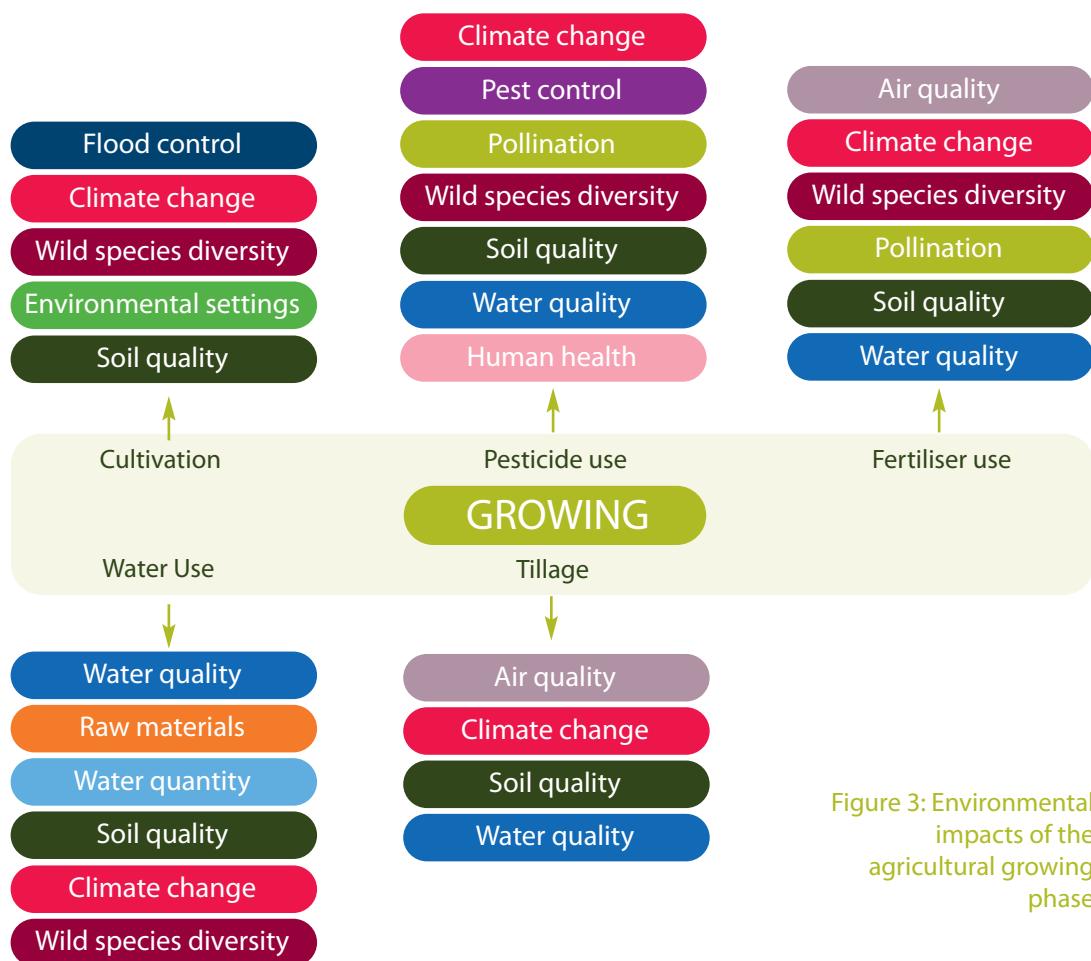 Flood control
Climate change
Wild species diversity
Environmental settings
Soil quality
Cultivation
Climate change
Pest control
Pollination
Wild species diversity
Soil quality
Water quality
Human health
Pesticide use
Air quality
Climate change
Wild species diversity
Pollination
Soil quality
Water quality
Fertiliser use
GROWING
Water Use
Water quality
Raw materials
Water quantity
Soil quality
Climate change
Wild species diversity
Tillage
Air quality
Climate change
Soil quality
Water quality
Figure 3: Environmental
impacts of the
agricultural growing
phase